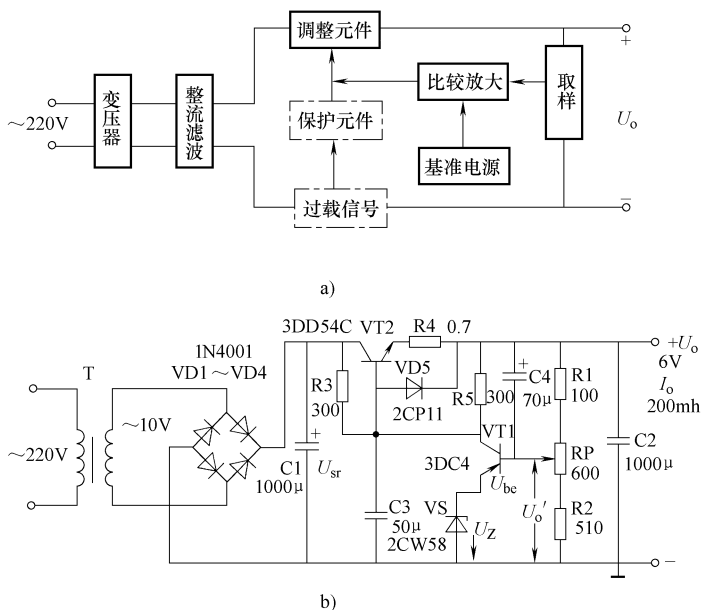 调整元件
+
变压器
整流滤波
比较放大
取样
保护元件
～220V
Uo
基准电源
过载信号
−
a)
3DD54C VT2 R4 0.7
1N4001
VD1～VD4
T
～10V
～220V
R3
300
VD5
2CP11
R5
300
C4
70μ
+
R1
100
+Uo
6V
Io
200mh
VT1
3DC4
Ube
RP
600
C2
1000μ
+
C1
1000μ
Usr
C3
50μ
2CW58
VS
UZ
Uo′
R2
510
−
b)